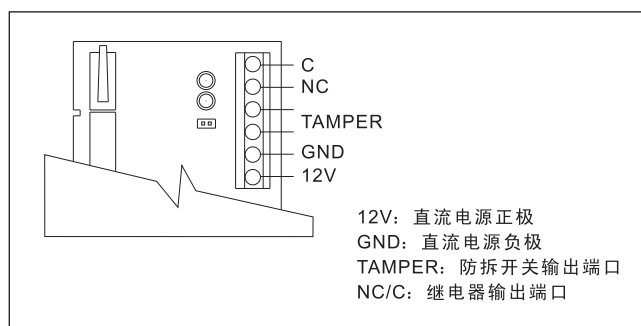 C
NC
TAMPER
GND
12V
12V：直流电源正极
GND：直流电源负极
TAMPER：防拆开关输出端口
NC/C：继电器输出端口